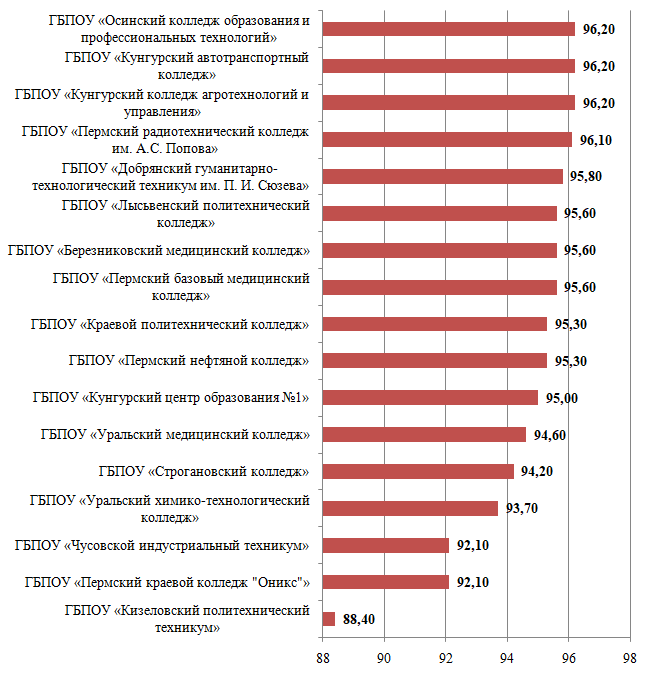 ГБПОУ «Осинский колледж образования и
профессиональных технологий»
96,20
ГБПОУ «Кунгурский автотранспортный
колледж»
96,20
ГБПОУ «Кунгурский колледж агротехнологий и
управления»
96,20
ГБПОУ «Пермский радиотехнический колледж
им. А.С. Попова»
96,10
ГБПОУ «Добрянский гуманитарно-
технологический техникум им. П. И. Сюзева»
95,80
ГБПОУ «Лысьвенский политехнический
колледж»
95,60
ГБПОУ «Березниковский медицинский колледж»
95,60
ГБПОУ «Пермский базовый медицинский
колледж»
95,60
ГБПОУ «Краевой политехнический колледж»
95,30
ГБПОУ «Пермский нефтяной колледж»
95,30
ГБПОУ «Кунгурский центр образования №1»
95,00
ГБПОУ «Уральский медицинский колледж»
94,60
ГБПОУ «Строгановский колледж»
94,20
ГБПОУ «Уральский химико-технологический
колледж»
93,70
ГБПОУ «Чусовской индустриальный техникум»
92,10
ГБПОУ «Пермский краевой колледж "Оникс"»
92,10
ГБПОУ «Кизеловский политехнический
техникум»
88,40
88 90 92 94 96 98